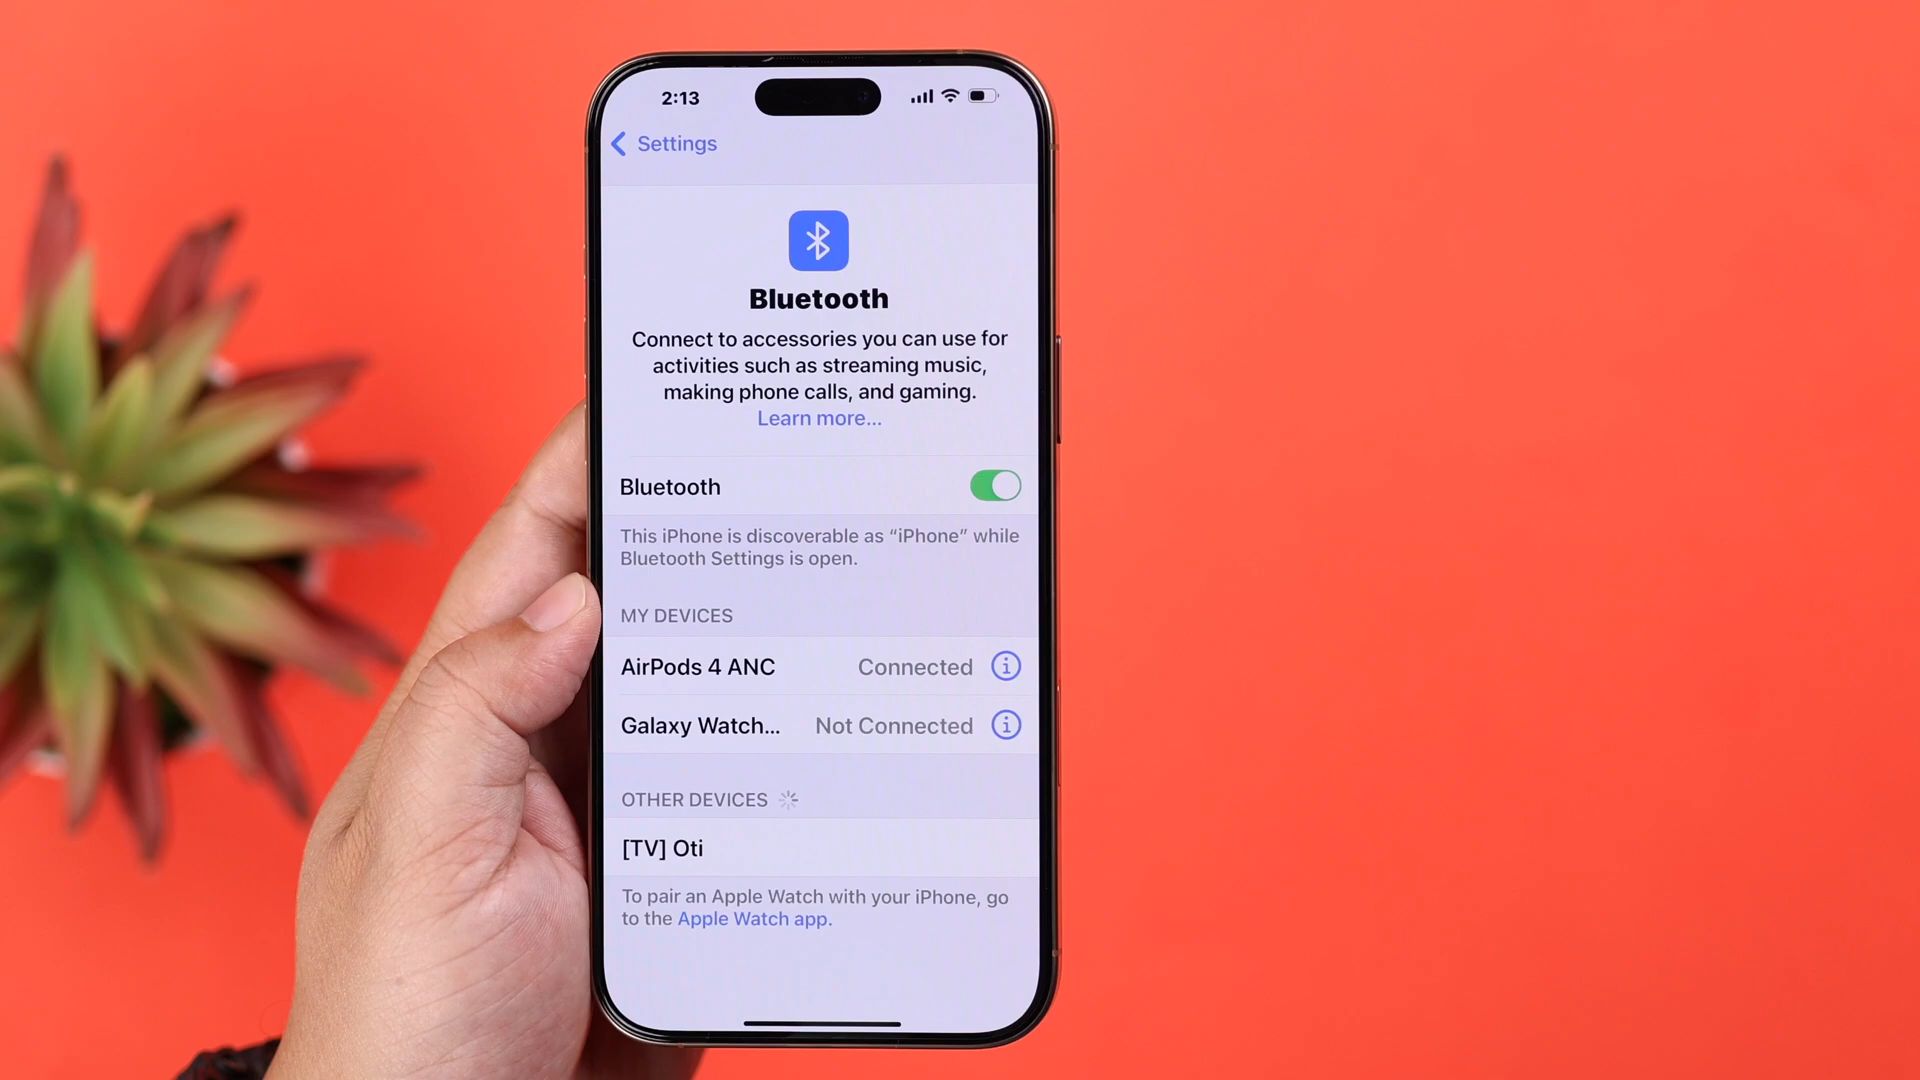 2:13
Settings
Bluetooth
Connect to accessories you can use for
activities such as streaming music,
making phone calls, and gaming.
Learn more...
Bluetooth
This iPhone is discoverable as “iPhone” while
Bluetooth Settings is open.
MY DEVICES
AirPods 4 ANC Connected
Galaxy Watch... Not Connected
OTHER DEVICES
[TV] Oti
To pair an Apple Watch with your iPhone, go
to the Apple Watch app.